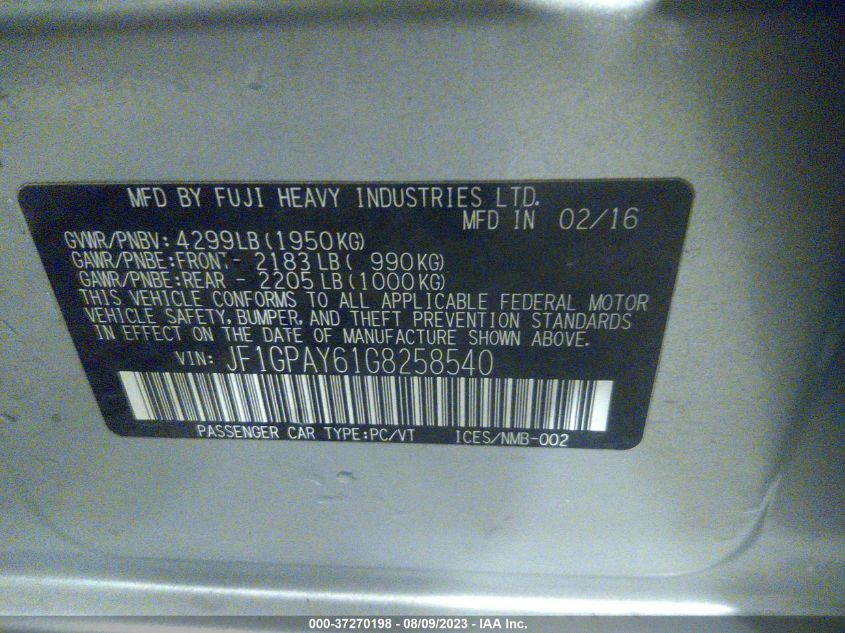 MFD BY FUJI HEAVY INDUSTRIES LTD.
MFD IN 02/16
GVWR/PNBV: 4299LB (1950KG)
GAWR/PNBE:FRONT - 2183 LB ( 990KG)
GAWR/PNBE:REAR - 2205 LB (1000KG)
THIS VEHICLE CONFORMS TO ALL APPLICABLE FEDERAL MOTOR
VEHICLE SAFETY, BUMPER, AND THEFT PREVENTION STANDARDS
IN EFFECT ON THE DATE OF MANUFACTURE SHOWN ABOVE.
VIN: JF1GPAY61G8258540
PASSENGER CAR TYPE:PC/VT ICES/NMB-002
000-37270198 - 08/09/2023 - IAA Inc.